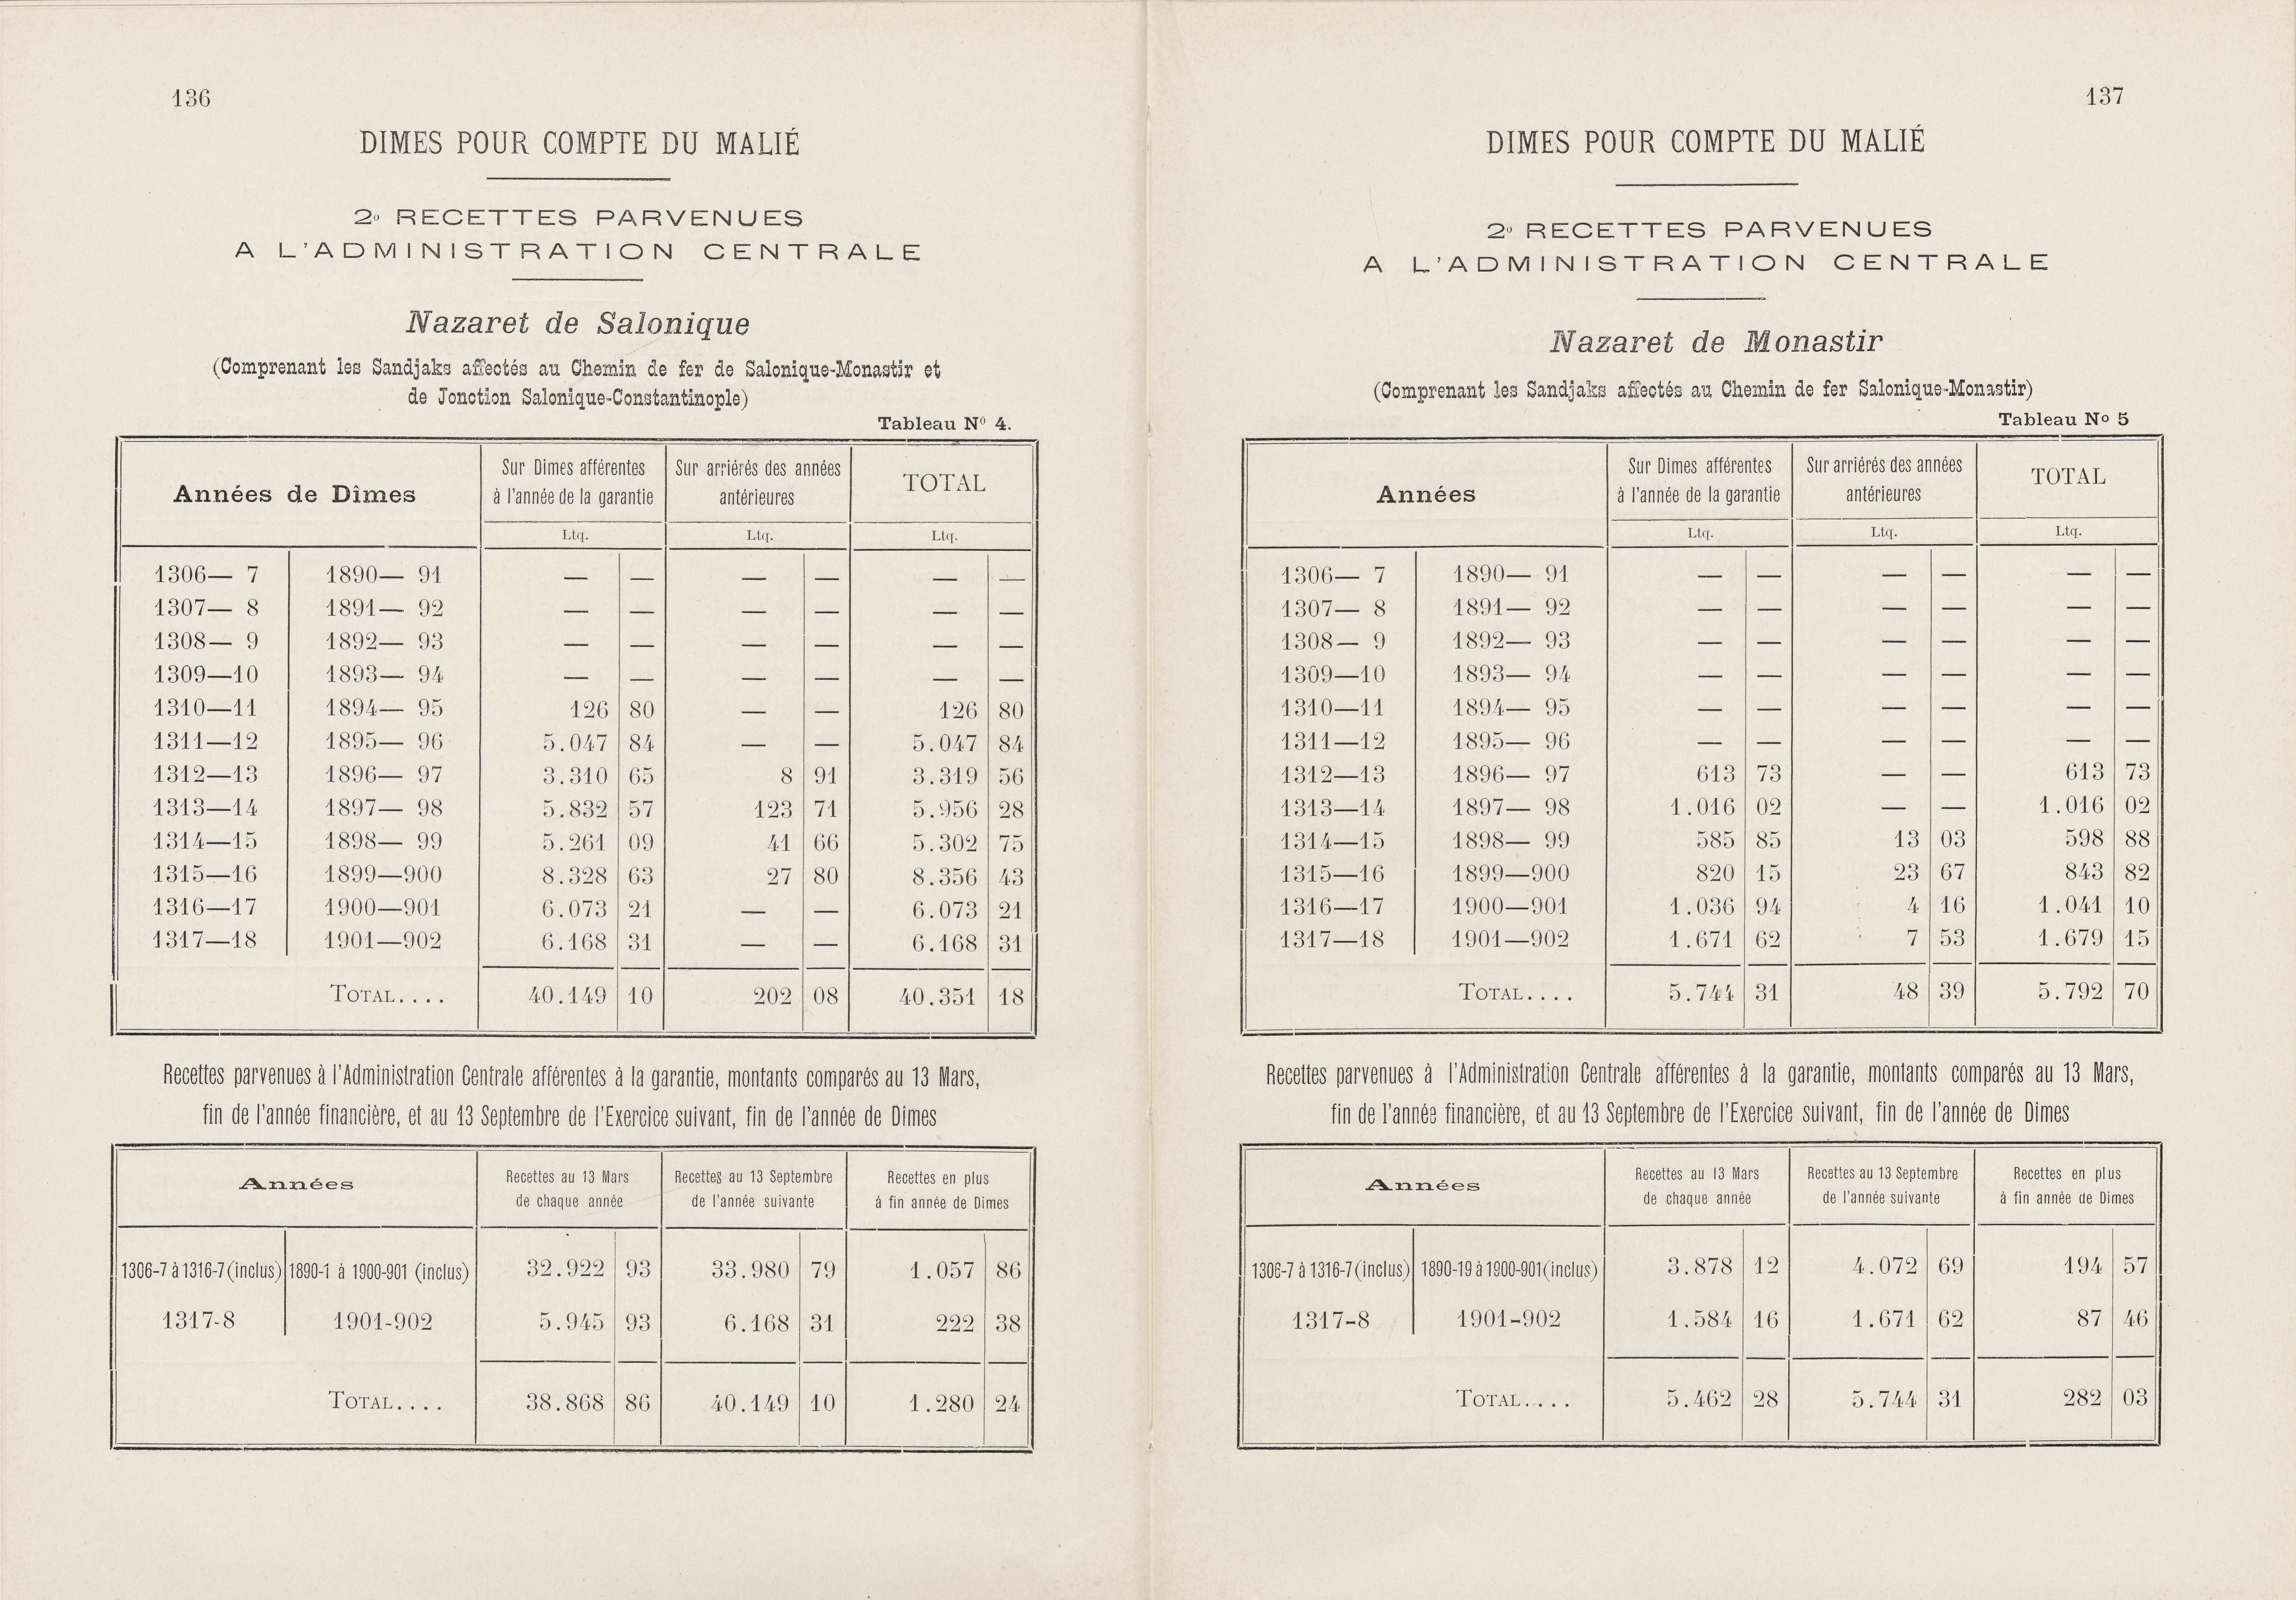 136
DIMES POUR COMPTE DU MALIÉ
2º RECETTES PARVENUES
A L'ADMINISTRATION CENTRALE
Nazaret de Salonique
(Comprenant les Sandjaks affectés au Chemin de fer de Salonique-Monastir et
de Jonction Salonique-Constantinople)
Tableau Nº 4.
Années de Dîmes | Sur Dimes afférentes à l'année de la garantie | Sur arriérés des années antérieures | TOTAL
Ltq. | Ltq. | Ltq.
1306— 7 | 1890— 91 | — | — | — | — | — | —
1307— 8 | 1891— 92 | — | — | — | — | — | —
1308— 9 | 1892— 93 | — | — | — | — | — | —
1309—10 | 1893— 94 | — | — | — | — | — | —
1310—11 | 1894— 95 | 126 | 80 | — | — | 126 | 80
1311—12 | 1895— 96 | 5.047 | 84 | — | — | 5.047 | 84
1312—13 | 1896— 97 | 3.310 | 65 | 8 | 91 | 3.319 | 56
1313—14 | 1897— 98 | 5.832 | 57 | 123 | 71 | 5.956 | 28
1314—15 | 1898— 99 | 5.261 | 09 | 41 | 66 | 5.302 | 75
1315—16 | 1899—900 | 8.328 | 63 | 27 | 80 | 8.356 | 43
1316—17 | 1900—901 | 6.073 | 21 | — | — | 6.073 | 21
1317—18 | 1901—902 | 6.168 | 31 | — | — | 6.168 | 31
TOTAL.... | 40.149 | 10 | 202 | 08 | 40.351 | 18
Recettes parvenues à l'Administration Centrale afférentes à la garantie, montants comparés au 13 Mars,
fin de l'année financière, et au 13 Septembre de l'Exercice suivant, fin de l'année de Dimes
Années | Recettes au 13 Mars de chaque année | Recettes au 13 Septembre de l'année suivante | Recettes en plus à fin année de Dimes
1306-7 à 1316-7 (inclus) | 1890-1 à 1900-901 (inclus) | 32.922 | 93 | 33.980 | 79 | 1.057 | 86
1317-8 | 1901-902 | 5.945 | 93 | 6.168 | 31 | 222 | 38
TOTAL.... | 38.868 | 86 | 40.149 | 10 | 1.280 | 24
137
DIMES POUR COMPTE DU MALIÉ
2º RECETTES PARVENUES
A L'ADMINISTRATION CENTRALE
Nazaret de Monastir
(Comprenant les Sandjaks affectés au Chemin de fer Salonique-Monastir)
Tableau Nº 5
Années | Sur Dimes afférentes à l'année de la garantie | Sur arriérés des années antérieures | TOTAL
Ltq. | Ltq. | Ltq.
1306— 7 | 1890— 91 | — | — | — | — | — | —
1307— 8 | 1891— 92 | — | — | — | — | — | —
1308— 9 | 1892— 93 | — | — | — | — | — | —
1309—10 | 1893— 94 | — | — | — | — | — | —
1310—11 | 1894— 95 | — | — | — | — | — | —
1311—12 | 1895— 96 | — | — | — | — | — | —
1312—13 | 1896— 97 | 613 | 73 | — | — | 613 | 73
1313—14 | 1897— 98 | 1.016 | 02 | — | — | 1.016 | 02
1314—15 | 1898— 99 | 585 | 85 | 13 | 03 | 598 | 88
1315—16 | 1899—900 | 820 | 15 | 23 | 67 | 843 | 82
1316—17 | 1900—901 | 1.036 | 94 | 4 | 16 | 1.041 | 10
1317—18 | 1901—902 | 1.671 | 62 | 7 | 53 | 1.679 | 15
TOTAL.... | 5.744 | 31 | 48 | 39 | 5.792 | 70
Recettes parvenues à l'Administration Centrale afférentes à la garantie, montants comparés au 13 Mars,
fin de l'année financière, et au 13 Septembre de l'Exercice suivant, fin de l'année de Dimes
Années | Recettes au 13 Mars de chaque année | Recettes au 13 Septembre de l'année suivante | Recettes en plus à fin année de Dimes
1306-7 à 1316-7 (inclus) | 1890-19 à 1900-901 (inclus) | 3.878 | 12 | 4.072 | 69 | 194 | 57
1317-8 | 1901-902 | 1.584 | 16 | 1.671 | 62 | 87 | 46
TOTAL.... | 5.462 | 28 | 5.744 | 31 | 282 | 03